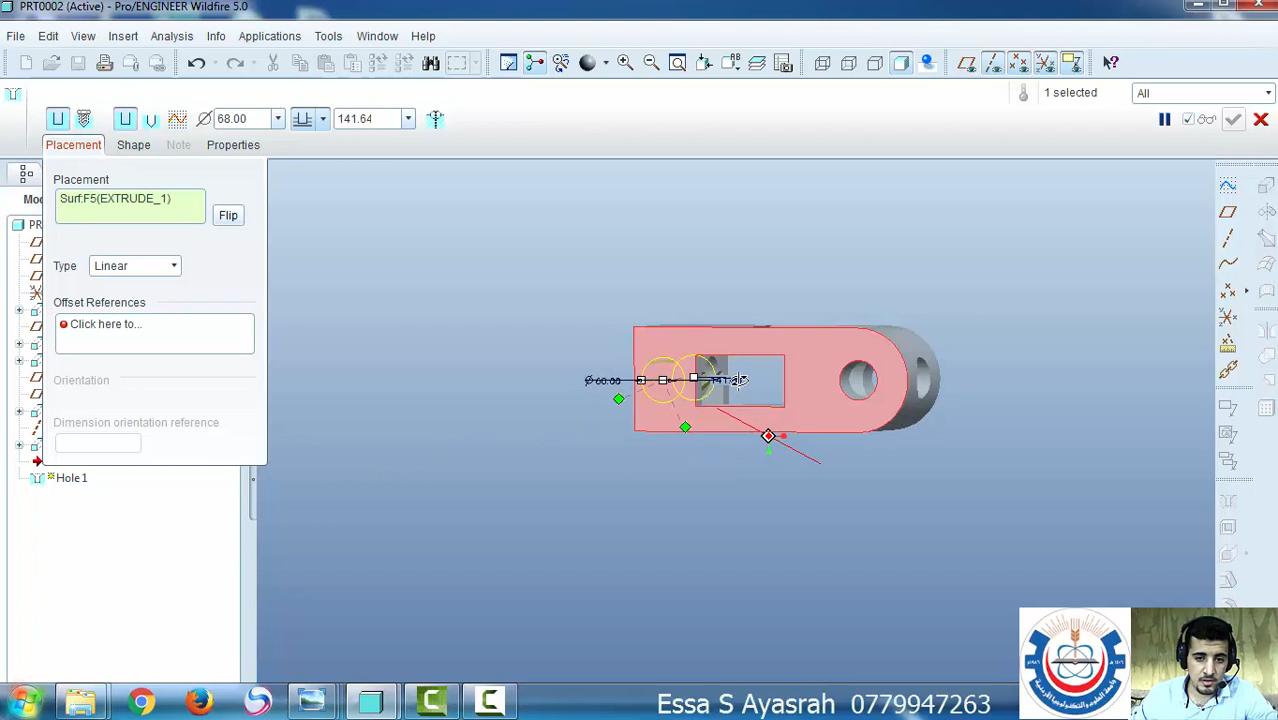 PRT0002 (Active) - Pro/ENGINEER Wildfire 5.0
File Edit View Insert Analysis Info Applications Tools Window Help
1 selected
All
68.00
141.64
Placement Shape Note Properties
Placement
Surf:F5(EXTRUDE_1)
Flip
Type Linear
Offset References
Click here to...
Orientation
Dimension orientation reference
Mo
PR
Hole 1
Essa S Ayasrah 0779947263